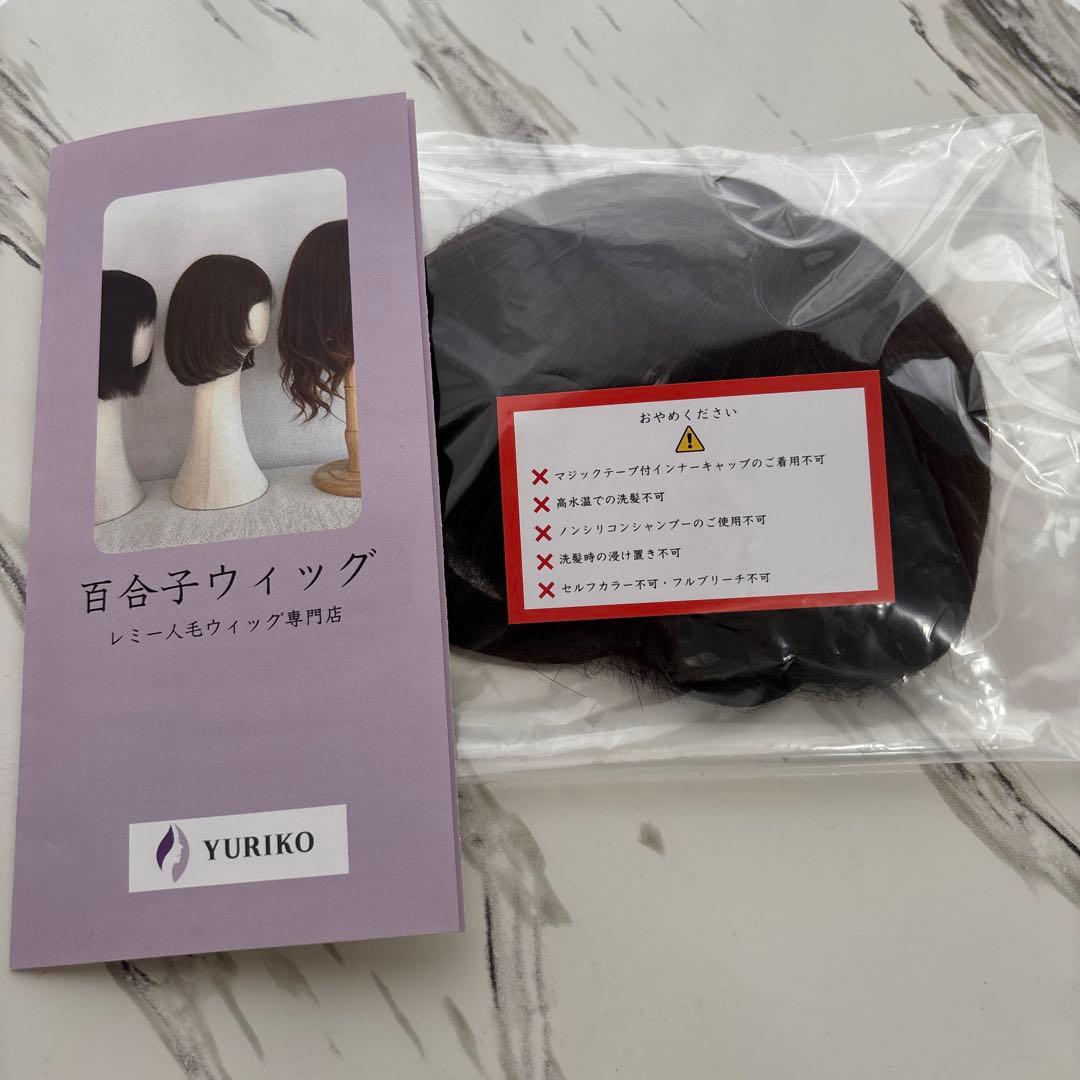 百合子ウィッグ
レミー人毛ウィッグ専門店
YURIKO
おやめください
マジックテープ付インナーキャップのご着用不可
高水温での洗髪不可
ノンシリコンシャンプーのご使用不可
洗髪時の浸け置き不可
セルフカラー不可・フルブリーチ不可